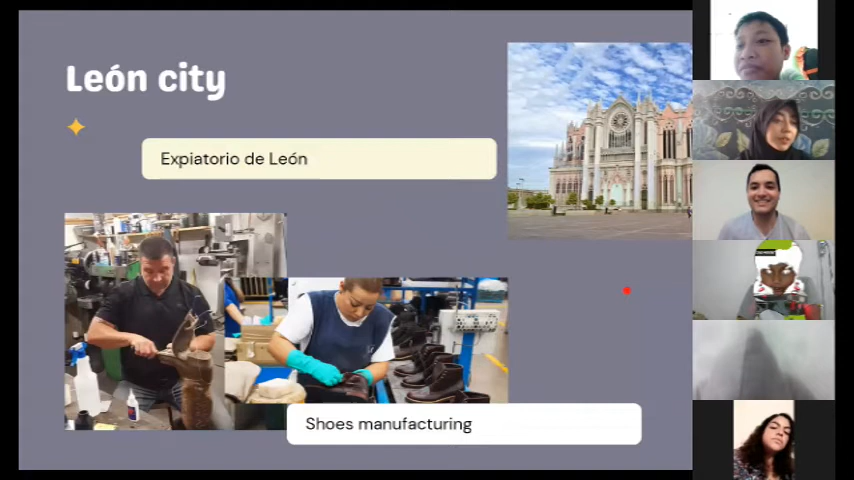 León city
Expiatorio de León
Shoes manufacturing